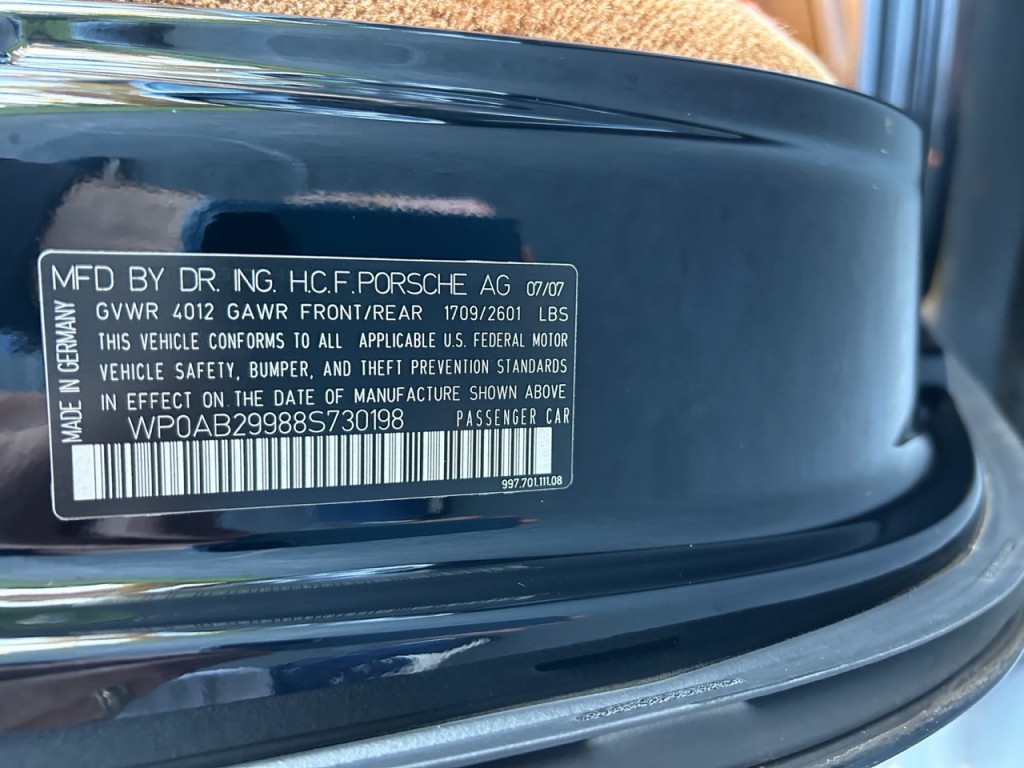 MFD BY DR. ING. H.C.F. PORSCHE AG 07/07
GVWR 4012 GAWR FRONT/REAR 1709/2601 LBS
THIS VEHICLE CONFORMS TO ALL APPLICABLE U.S. FEDERAL MOTOR
VEHICLE SAFETY, BUMPER, AND THEFT PREVENTION STANDARDS
IN EFFECT ON THE DATE OF MANUFACTURE SHOWN ABOVE
WP0AB29988S730198 PASSENGER CAR
997.701.111.08
MADE IN GERMANY